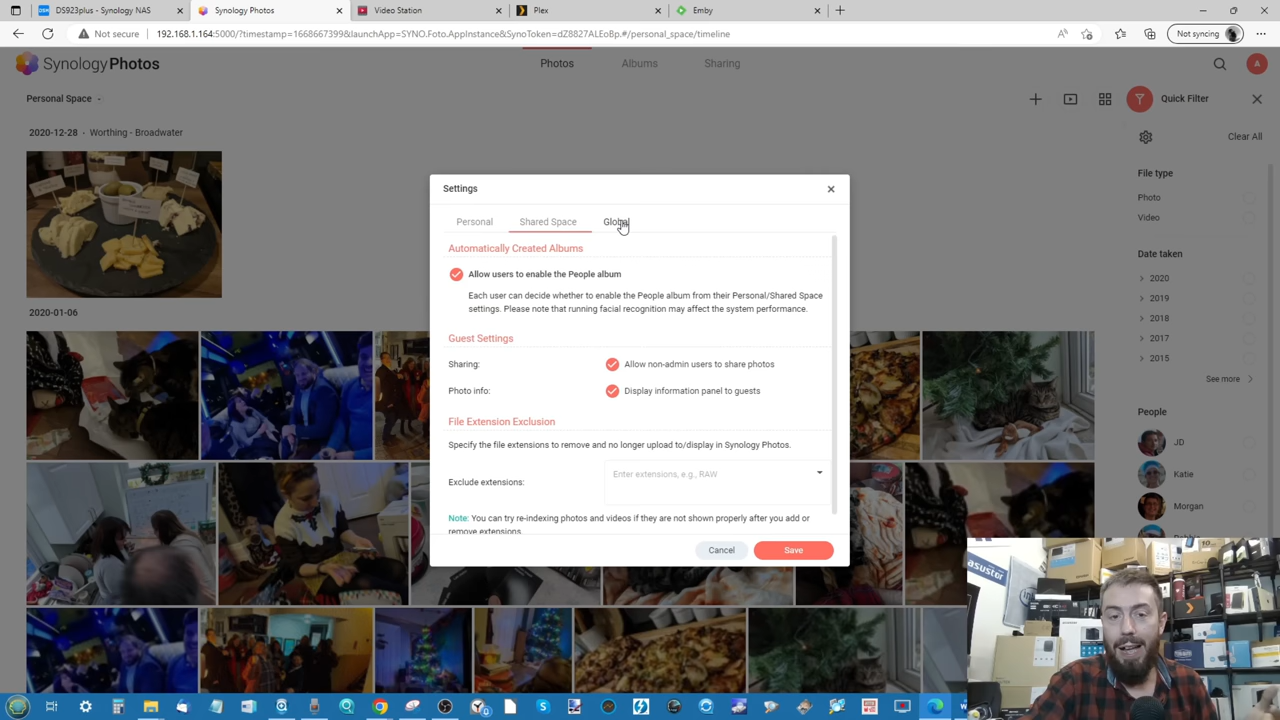 DS923plus - Synology NAS
Synology Photos
Video Station
Plex
Emby
Not secure
192.168.1.164:5000/?timestamp=1668667399&launchApp=SYNO.Foto.AppInstance&SynoToken=dZ8827ALEoBp.#/personal_space/timeline
Not syncing
Synology Photos
Photos
Albums
Sharing
A
Personal Space
Quick Filter
2020-12-28 · Worthing - Broadwater
Clear All
File type
Photo
Video
Date taken
2020
2019
2018
2017
2015
See more
People
JD
Katie
Morgan
2020-01-06
Settings
Personal
Shared Space
Global
Automatically Created Albums
Allow users to enable the People album
Each user can decide whether to enable the People album from their Personal/Shared Space
settings. Please note that running facial recognition may affect the system performance.
Guest Settings
Sharing:
Allow non-admin users to share photos
Photo info:
Display information panel to guests
File Extension Exclusion
Specify the file extensions to remove and no longer upload to/display in Synology Photos.
Exclude extensions:
Enter extensions, e.g., RAW
Note: You can try re-indexing photos and videos if they are not shown properly after you add or
remove extensions.
Cancel
Save
asustor